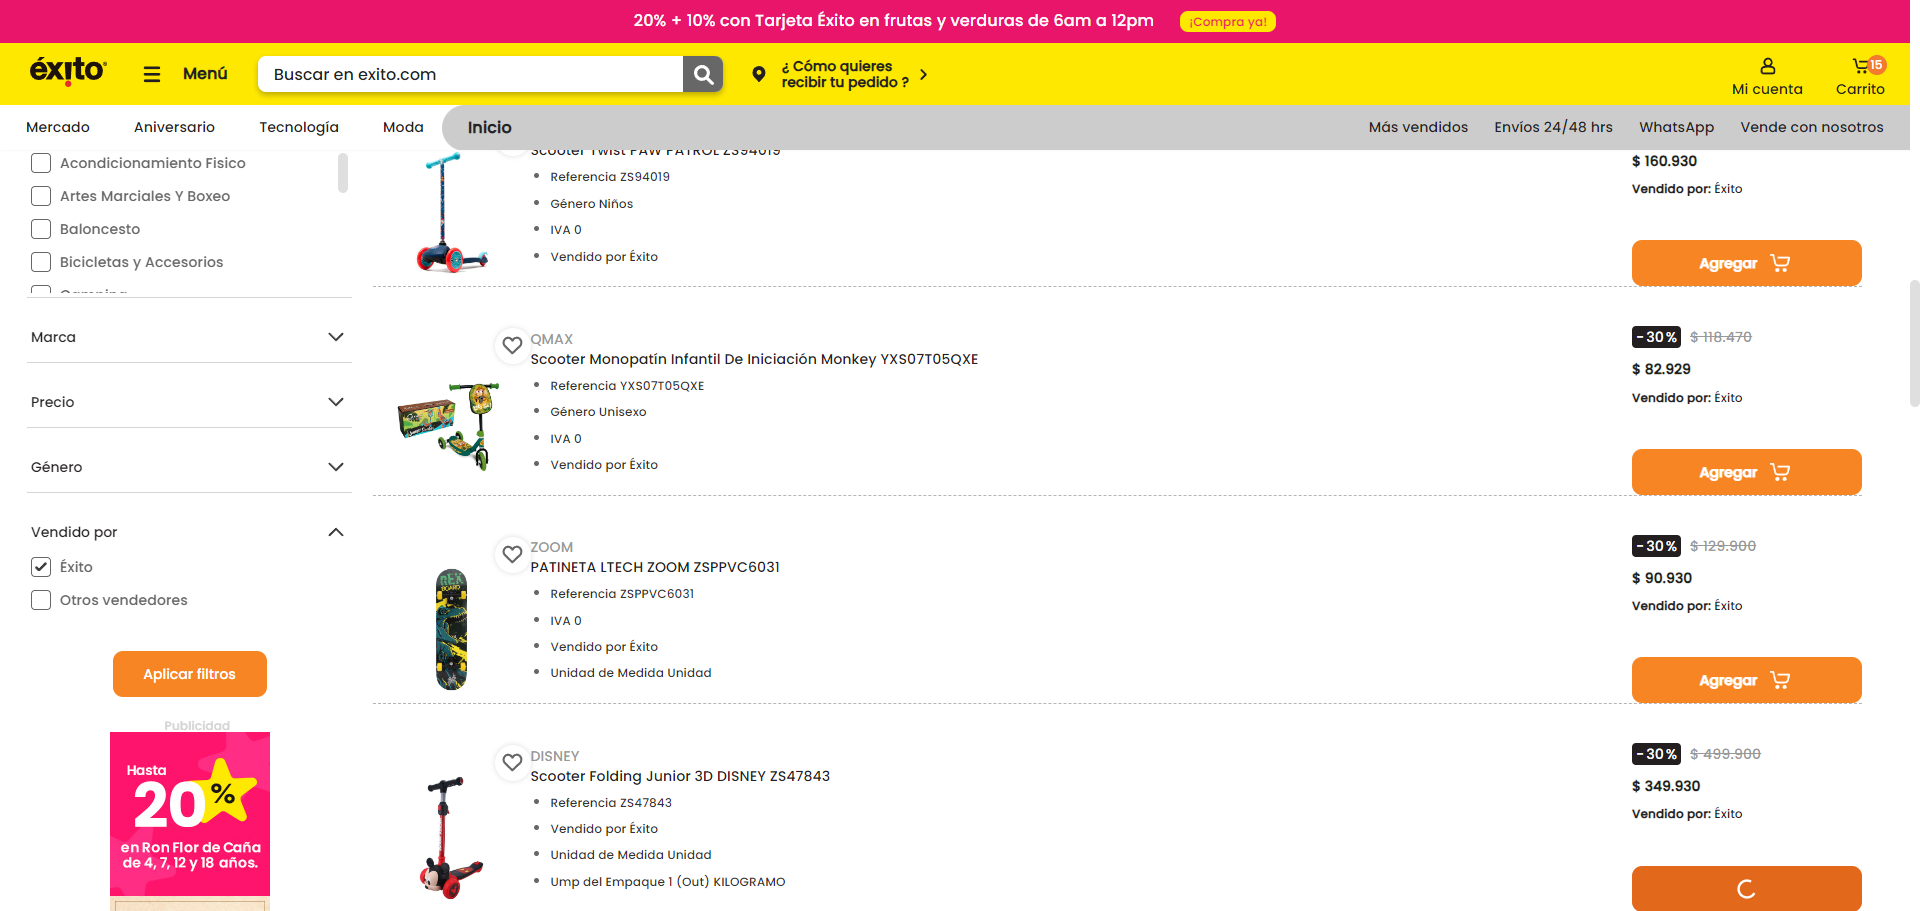 20% + 10% con Tarjeta Éxito en frutas y verduras de 6am a 12pm
¡Compra ya!
éxito
Menú
Buscar en exito.com
¿ Cómo quieres
recibir tu pedido ?
Mi cuenta
15
Carrito
Mercado
Aniversario
Tecnología
Moda
Inicio
Más vendidos
Envíos 24/48 hrs
WhatsApp
Vende con nosotros
Acondicionamiento Fisico
Artes Marciales Y Boxeo
Baloncesto
Bicicletas y Accesorios
Camping
Marca
Precio
Género
Vendido por
Éxito
Otros vendedores
Aplicar filtros
Publicidad
Hasta
20%
en Ron Flor de Caña
de 4, 7, 12 y 18 años.
Scooter Twist PAW PATROL ZS94019
Referencia ZS94019
Género Niños
IVA 0
Vendido por Éxito
$ 160.930
Vendido por: Éxito
Agregar
QMAX
Scooter Monopatín Infantil De Iniciación Monkey YXS07T05QXE
Referencia YXS07T05QXE
Género Unisexo
IVA 0
Vendido por Éxito
-30% $ 118.470
$ 82.929
Vendido por: Éxito
Agregar
ZOOM
PATINETA LTECH ZOOM ZSPPVC6031
Referencia ZSPPVC6031
IVA 0
Vendido por Éxito
Unidad de Medida Unidad
-30% $ 129.900
$ 90.930
Vendido por: Éxito
Agregar
DISNEY
Scooter Folding Junior 3D DISNEY ZS47843
Referencia ZS47843
Vendido por Éxito
Unidad de Medida Unidad
Ump del Empaque 1 (Out) KILOGRAMO
-30% $ 499.900
$ 349.930
Vendido por: Éxito